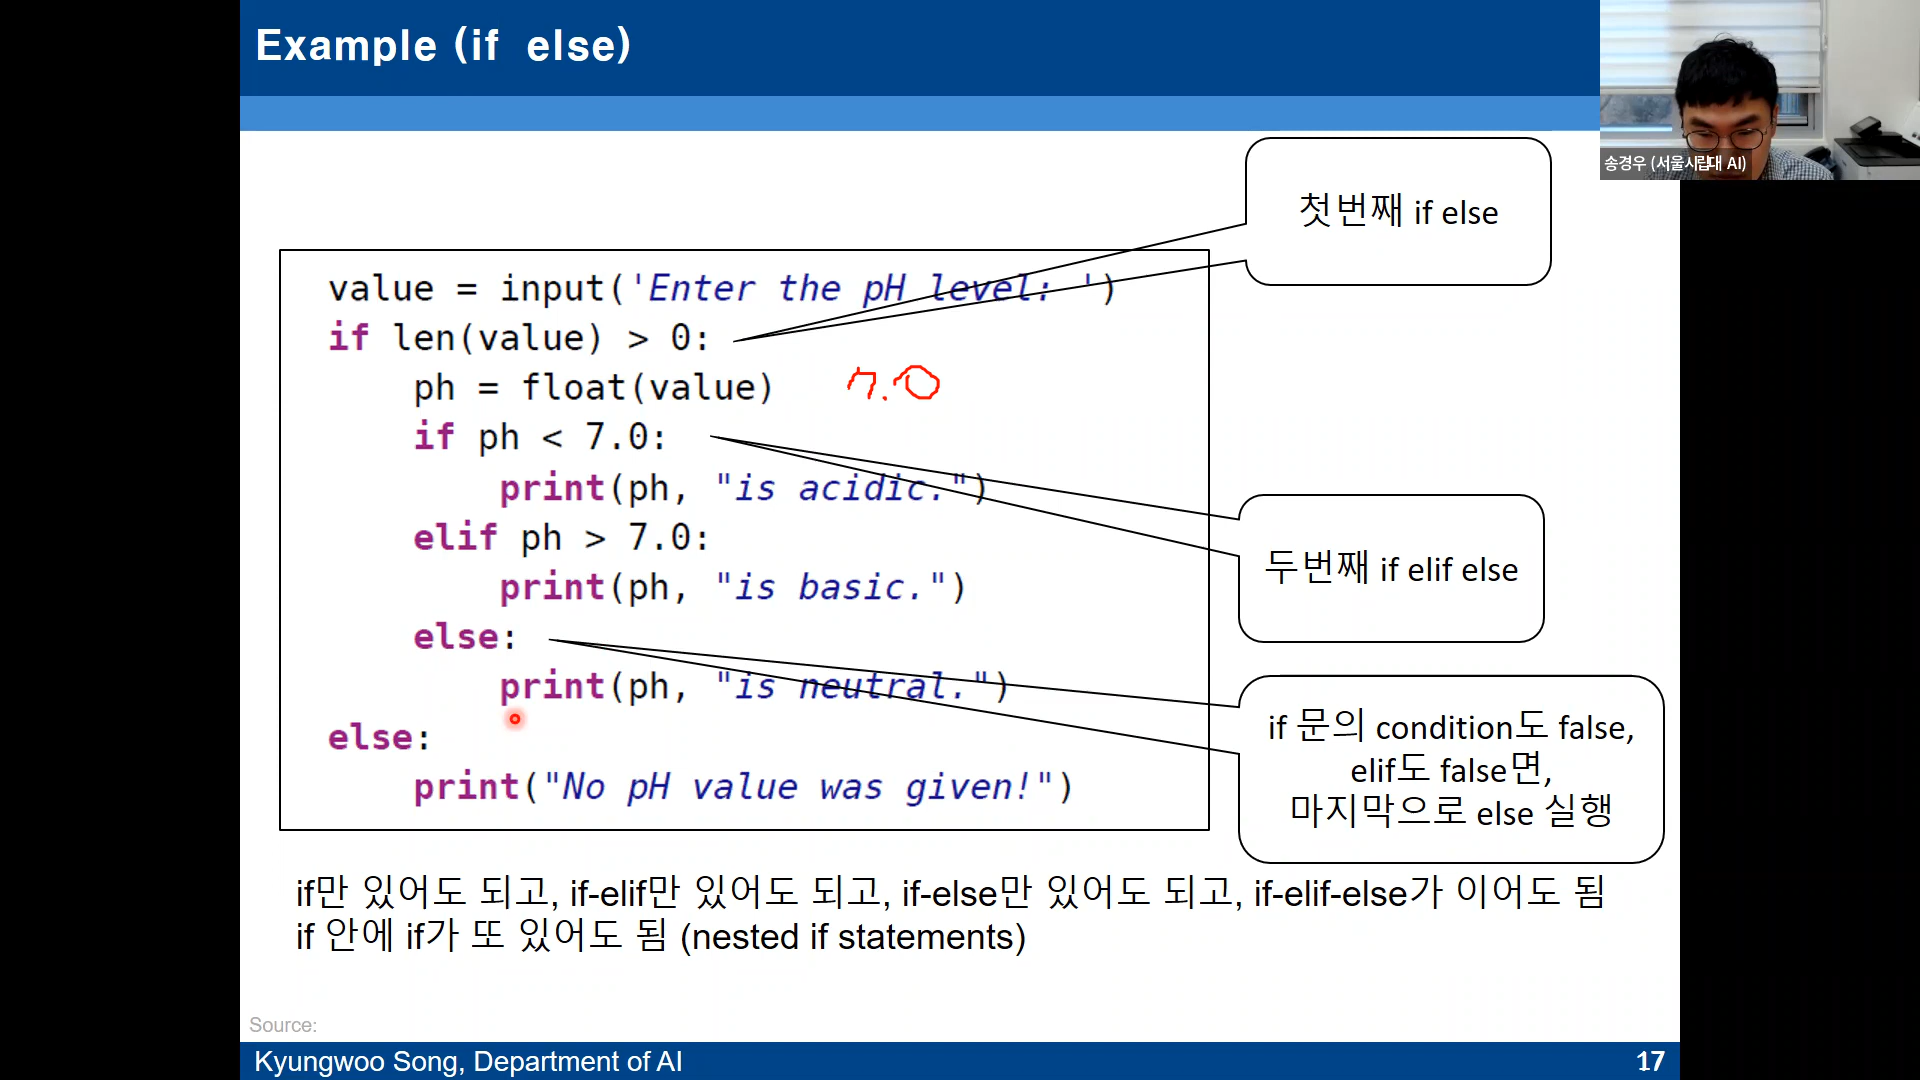 Example (if else)
송경우 (서울시립대 AI)
첫번째 if else
value = input('Enter the pH level: ')
if len(value) > 0:
    ph = float(value)
7.0
    if ph < 7.0:
        print(ph, "is acidic.")
    elif ph > 7.0:
        print(ph, "is basic.")
    else:
        print(ph, "is neutral.")
else:
    print("No pH value was given!")
두번째 if elif else
if 문의 condition도 false,
elif도 false면,
마지막으로 else 실행
if만 있어도 되고, if-elif만 있어도 되고, if-else만 있어도 되고, if-elif-else가 이어도 됨
if 안에 if가 또 있어도 됨 (nested if statements)
Source:
Kyungwoo Song, Department of AI
17